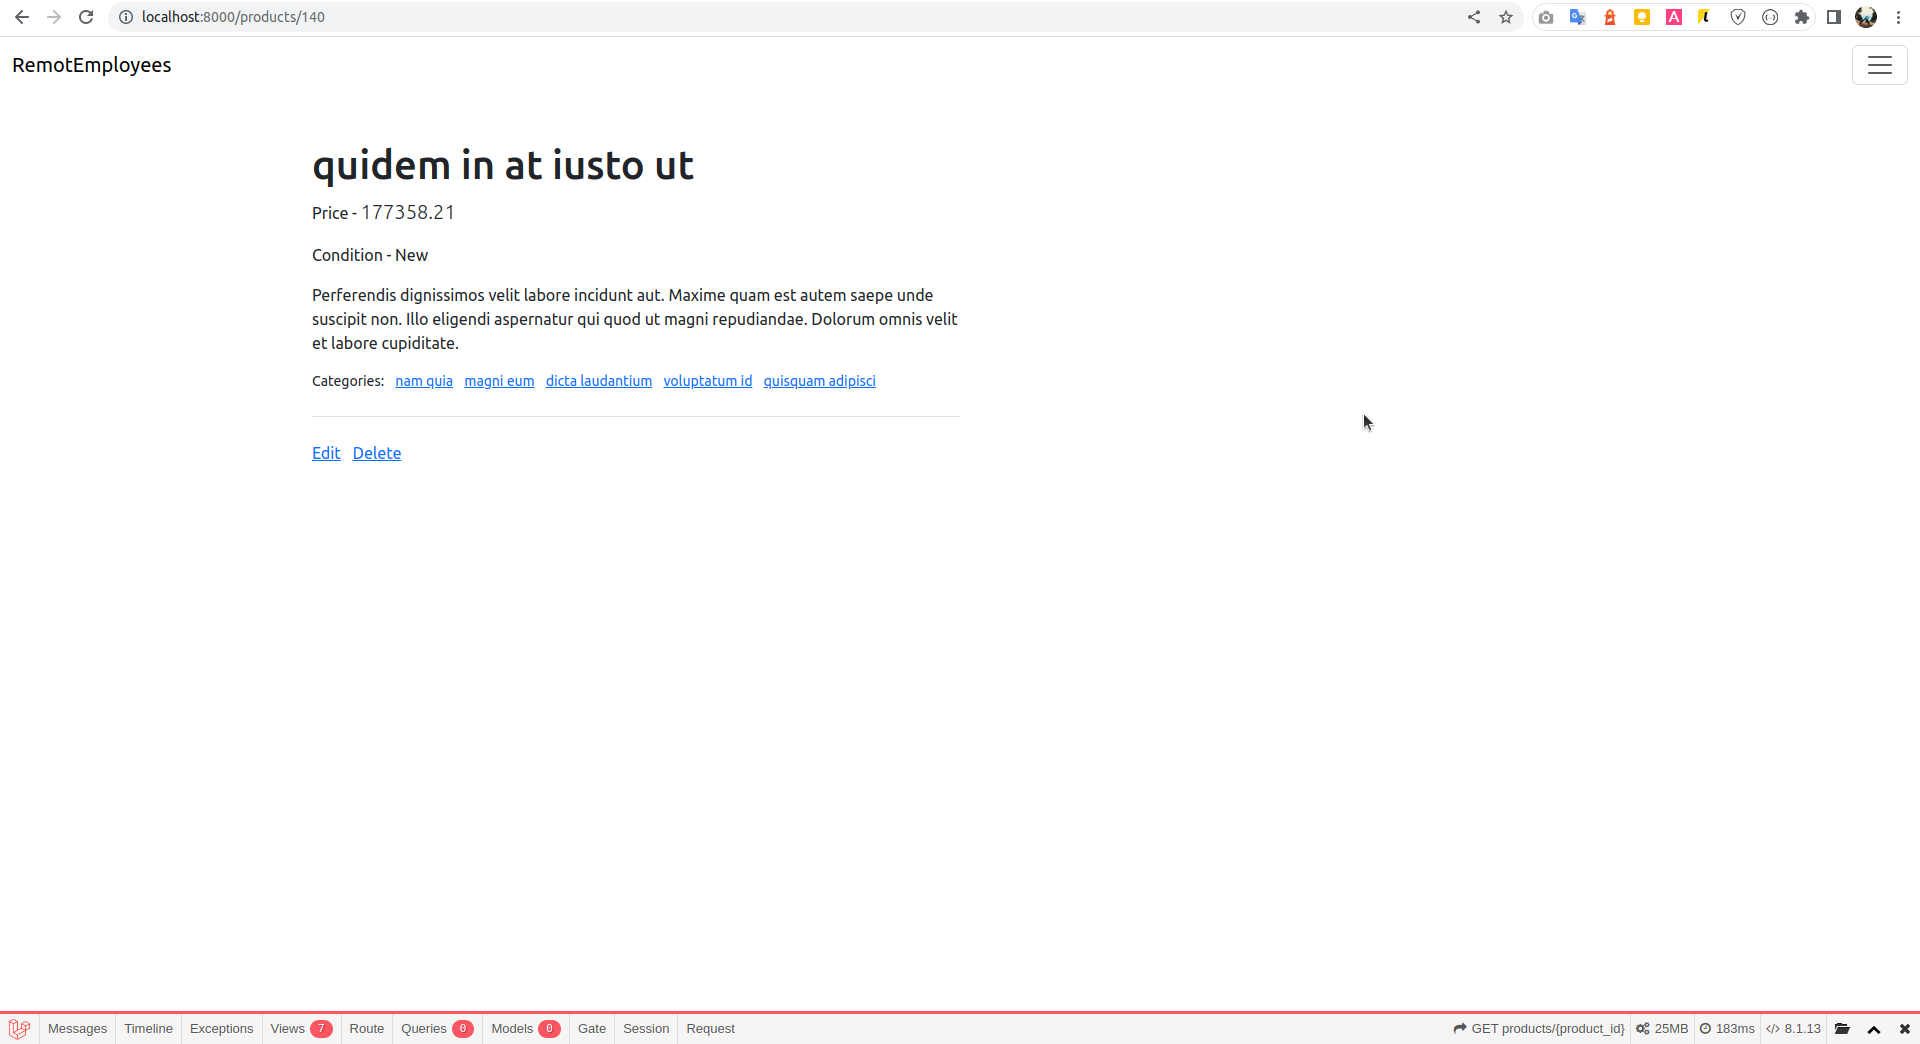 localhost:8000/products/140
RemotEmployees
quidem in at iusto ut
Price - 177358.21
Condition - New
Perferendis dignissimos velit labore incidunt aut. Maxime quam est autem saepe unde
suscipit non. Illo eligendi aspernatur qui quod ut magni repudiandae. Dolorum omnis velit
et labore cupiditate.
Categories: nam quia magni eum dicta laudantium voluptatum id quisquam adipisci
Edit Delete
Messages Timeline Exceptions Views 7 Route Queries 0 Models 0 Gate Session Request GET products/{product_id} 25MB 183ms </> 8.1.13